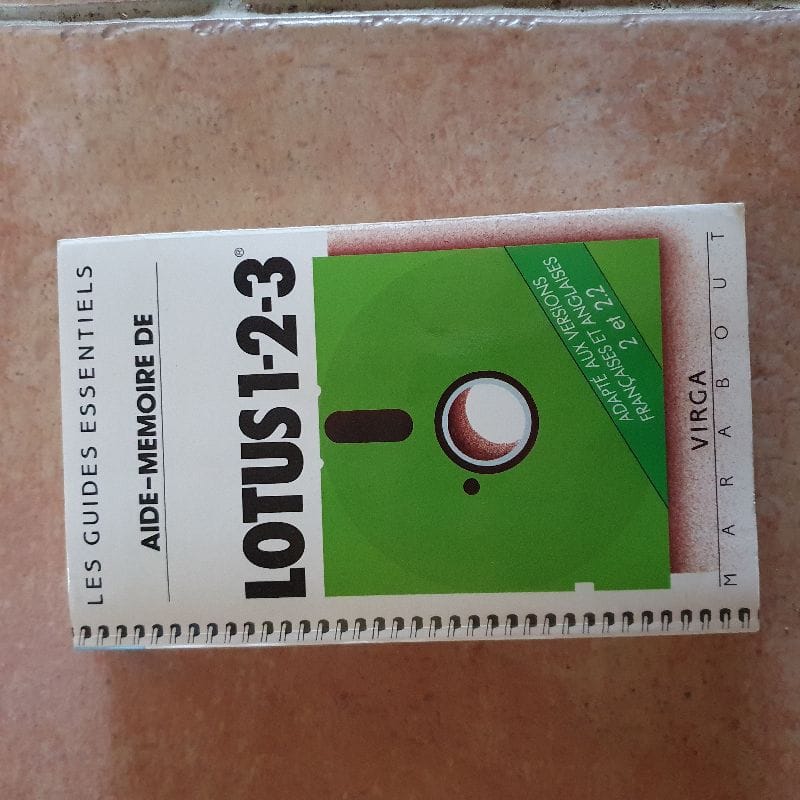 LES GUIDES ESSENTIELS
AIDE-MEMOIRE DE
LOTUS 1-2-3®
ADAPTÉ AUX VERSIONS
FRANÇAISES ET ANGLAISES
2 et 2.2
VIRGA
MARABOUT